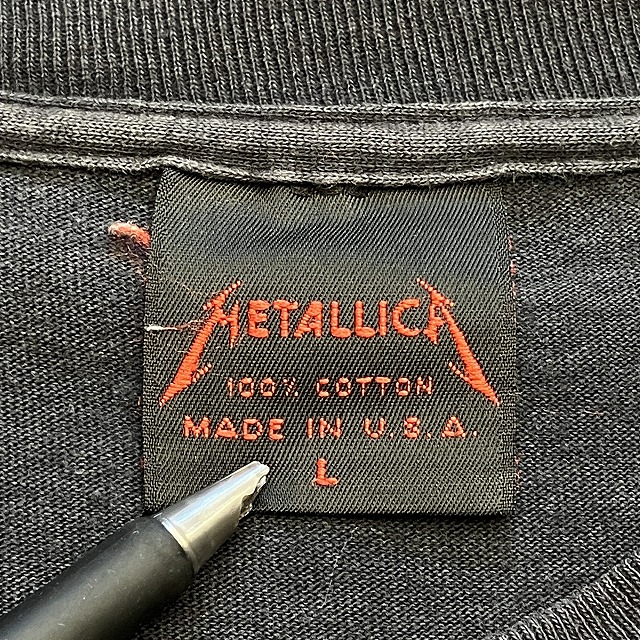 METALLICA
100% COTTON
MADE IN U.S.A.
L